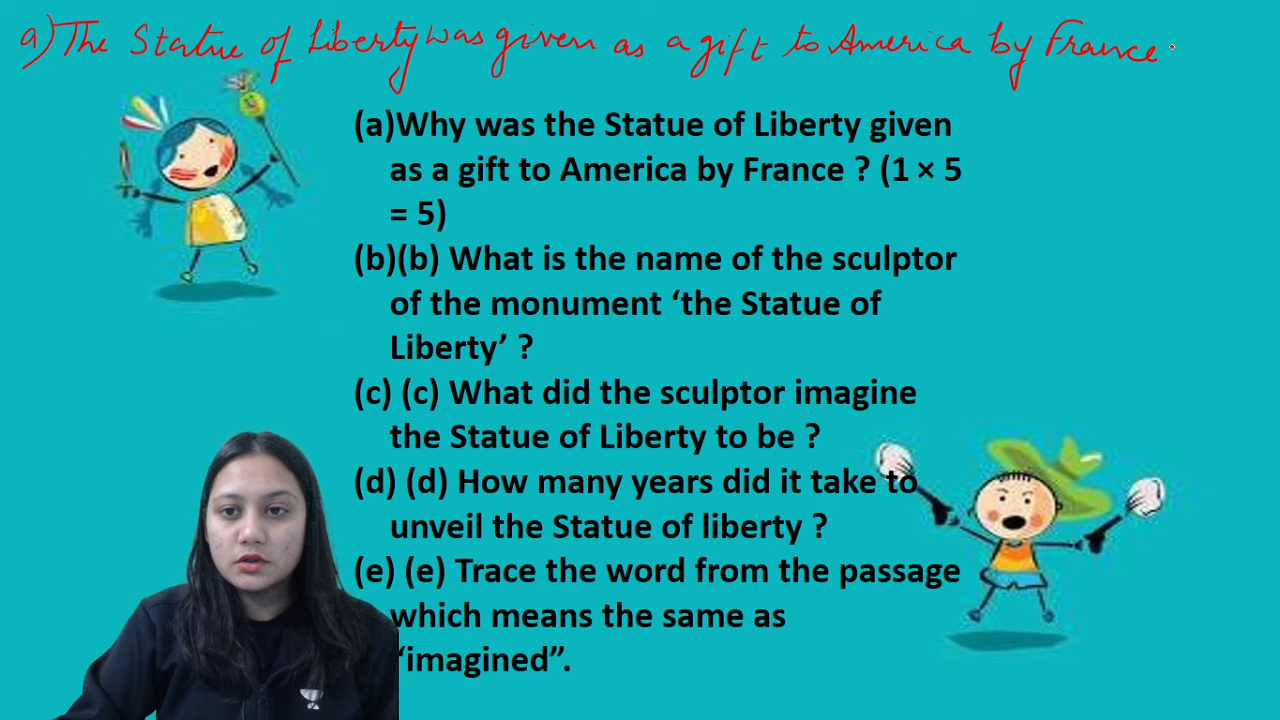 a) The Statue of Liberty was given as a gift to America by France.
(a)Why was the Statue of Liberty given
as a gift to America by France ? (1 × 5
= 5)
(b)(b) What is the name of the sculptor
of the monument ‘the Statue of
Liberty’ ?
(c) (c) What did the sculptor imagine
the Statue of Liberty to be ?
(d) (d) How many years did it take to
unveil the Statue of liberty ?
(e) (e) Trace the word from the passage
which means the same as
“imagined”.